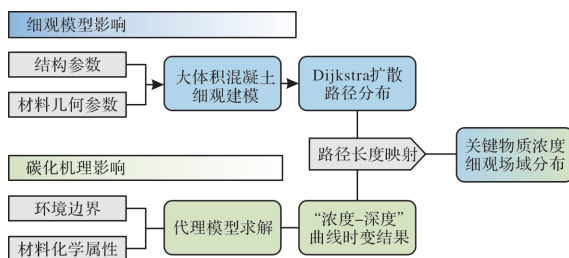 细观模型影响
结构参数
材料几何参数
大体积混凝土
细观建模
Dijkstra扩散
路径分布
路径长度映射
关键物质浓度
细观场域分布
碳化机理影响
环境边界
材料化学属性
代理模型求解
“浓度–深度”
曲线时变结果